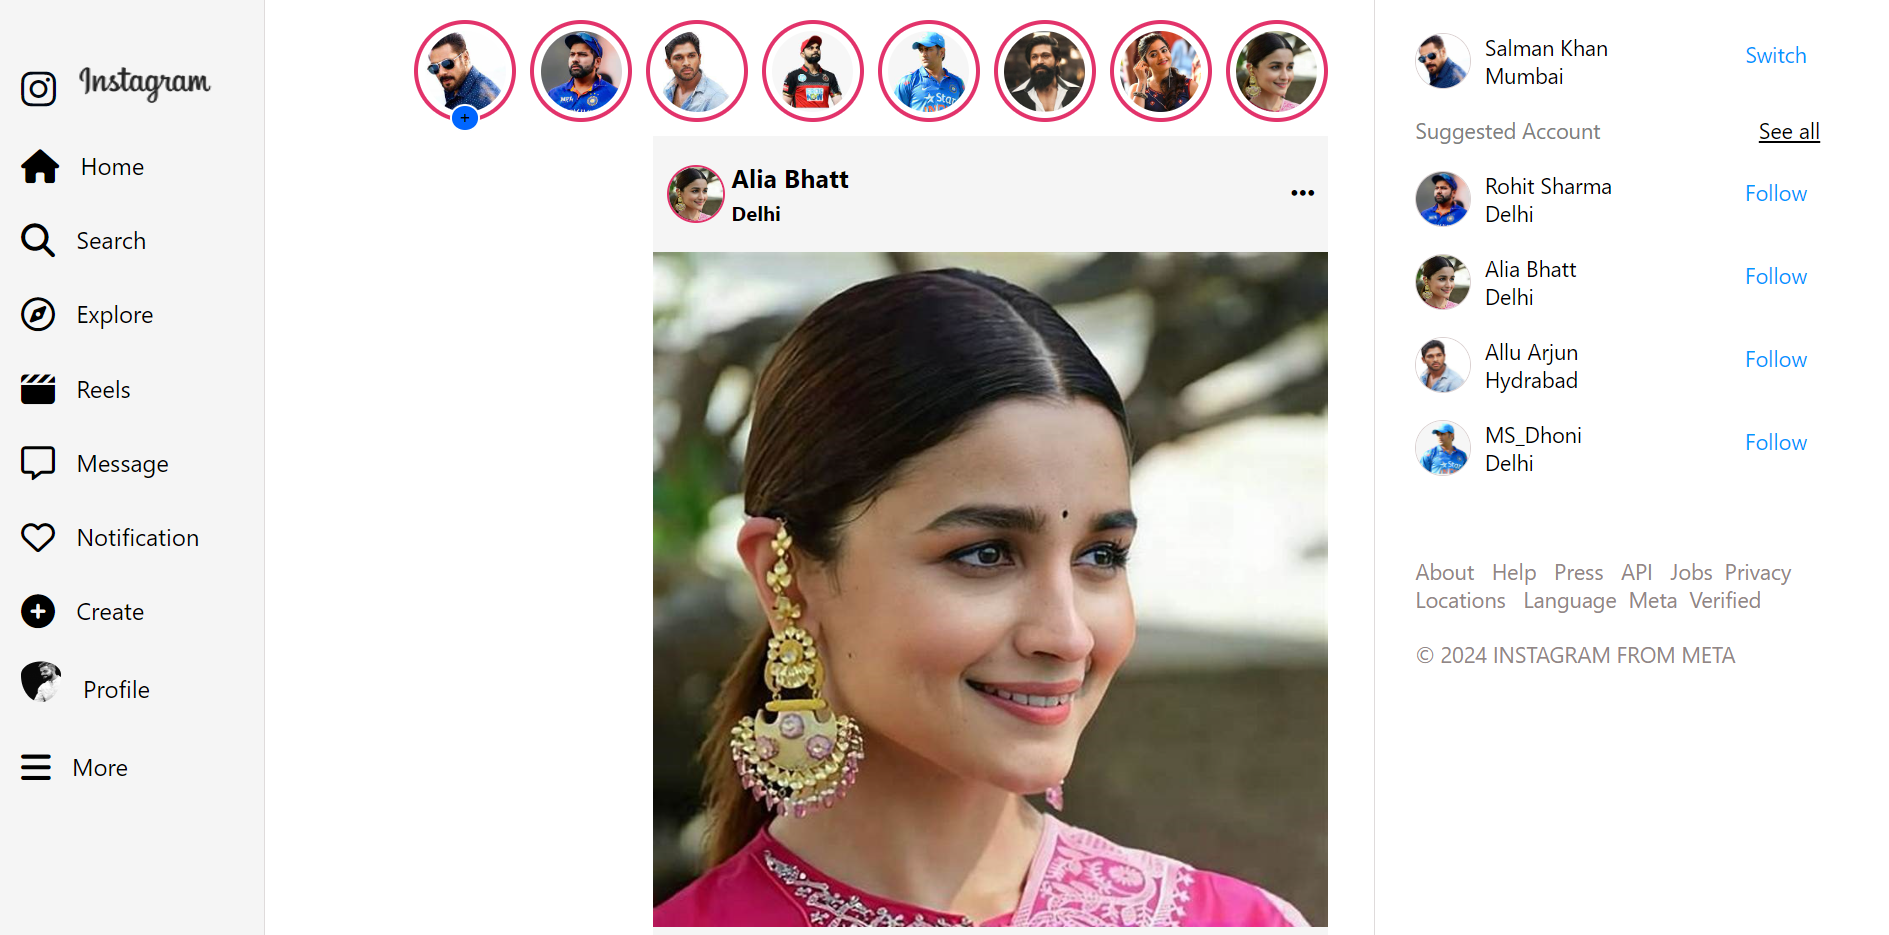 Instagram
Home
Search
Explore
Reels
Message
Notification
Create
Profile
More
+
Alia Bhatt
Delhi
Salman Khan
Mumbai
Switch
Suggested Account
See all
Rohit Sharma
Delhi
Follow
Alia Bhatt
Delhi
Follow
Allu Arjun
Hydrabad
Follow
MS_Dhoni
Delhi
Follow
About Help Press API Jobs Privacy
Locations Language Meta Verified
© 2024 INSTAGRAM FROM META